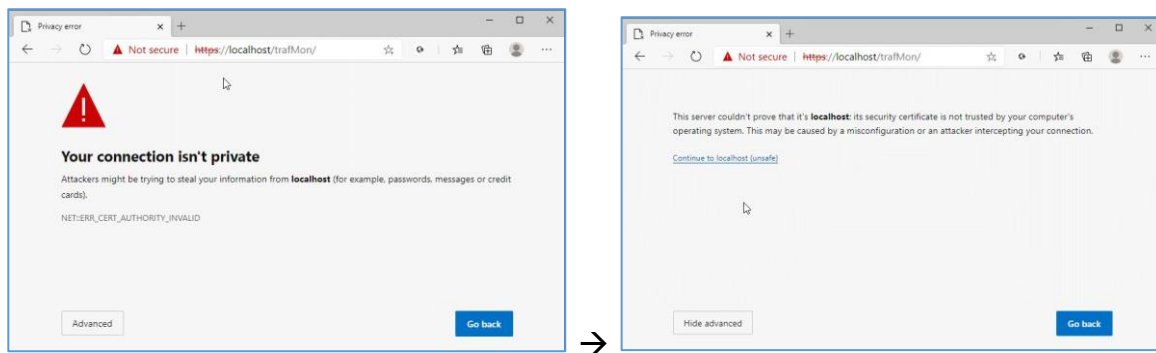 Privacy error
Not secure | https://localhost/trafMon/
Your connection isn't private
Attackers might be trying to steal your information from localhost (for example, passwords, messages or credit
cards).
NET::ERR_CERT_AUTHORITY_INVALID
Advanced
Go back
→
Privacy error
Not secure | https://localhost/trafMon/
This server couldn't prove that it's localhost; its security certificate is not trusted by your computer's
operating system. This may be caused by a misconfiguration or an attacker intercepting your connection.
Continue to localhost (unsafe)
Hide advanced
Go back